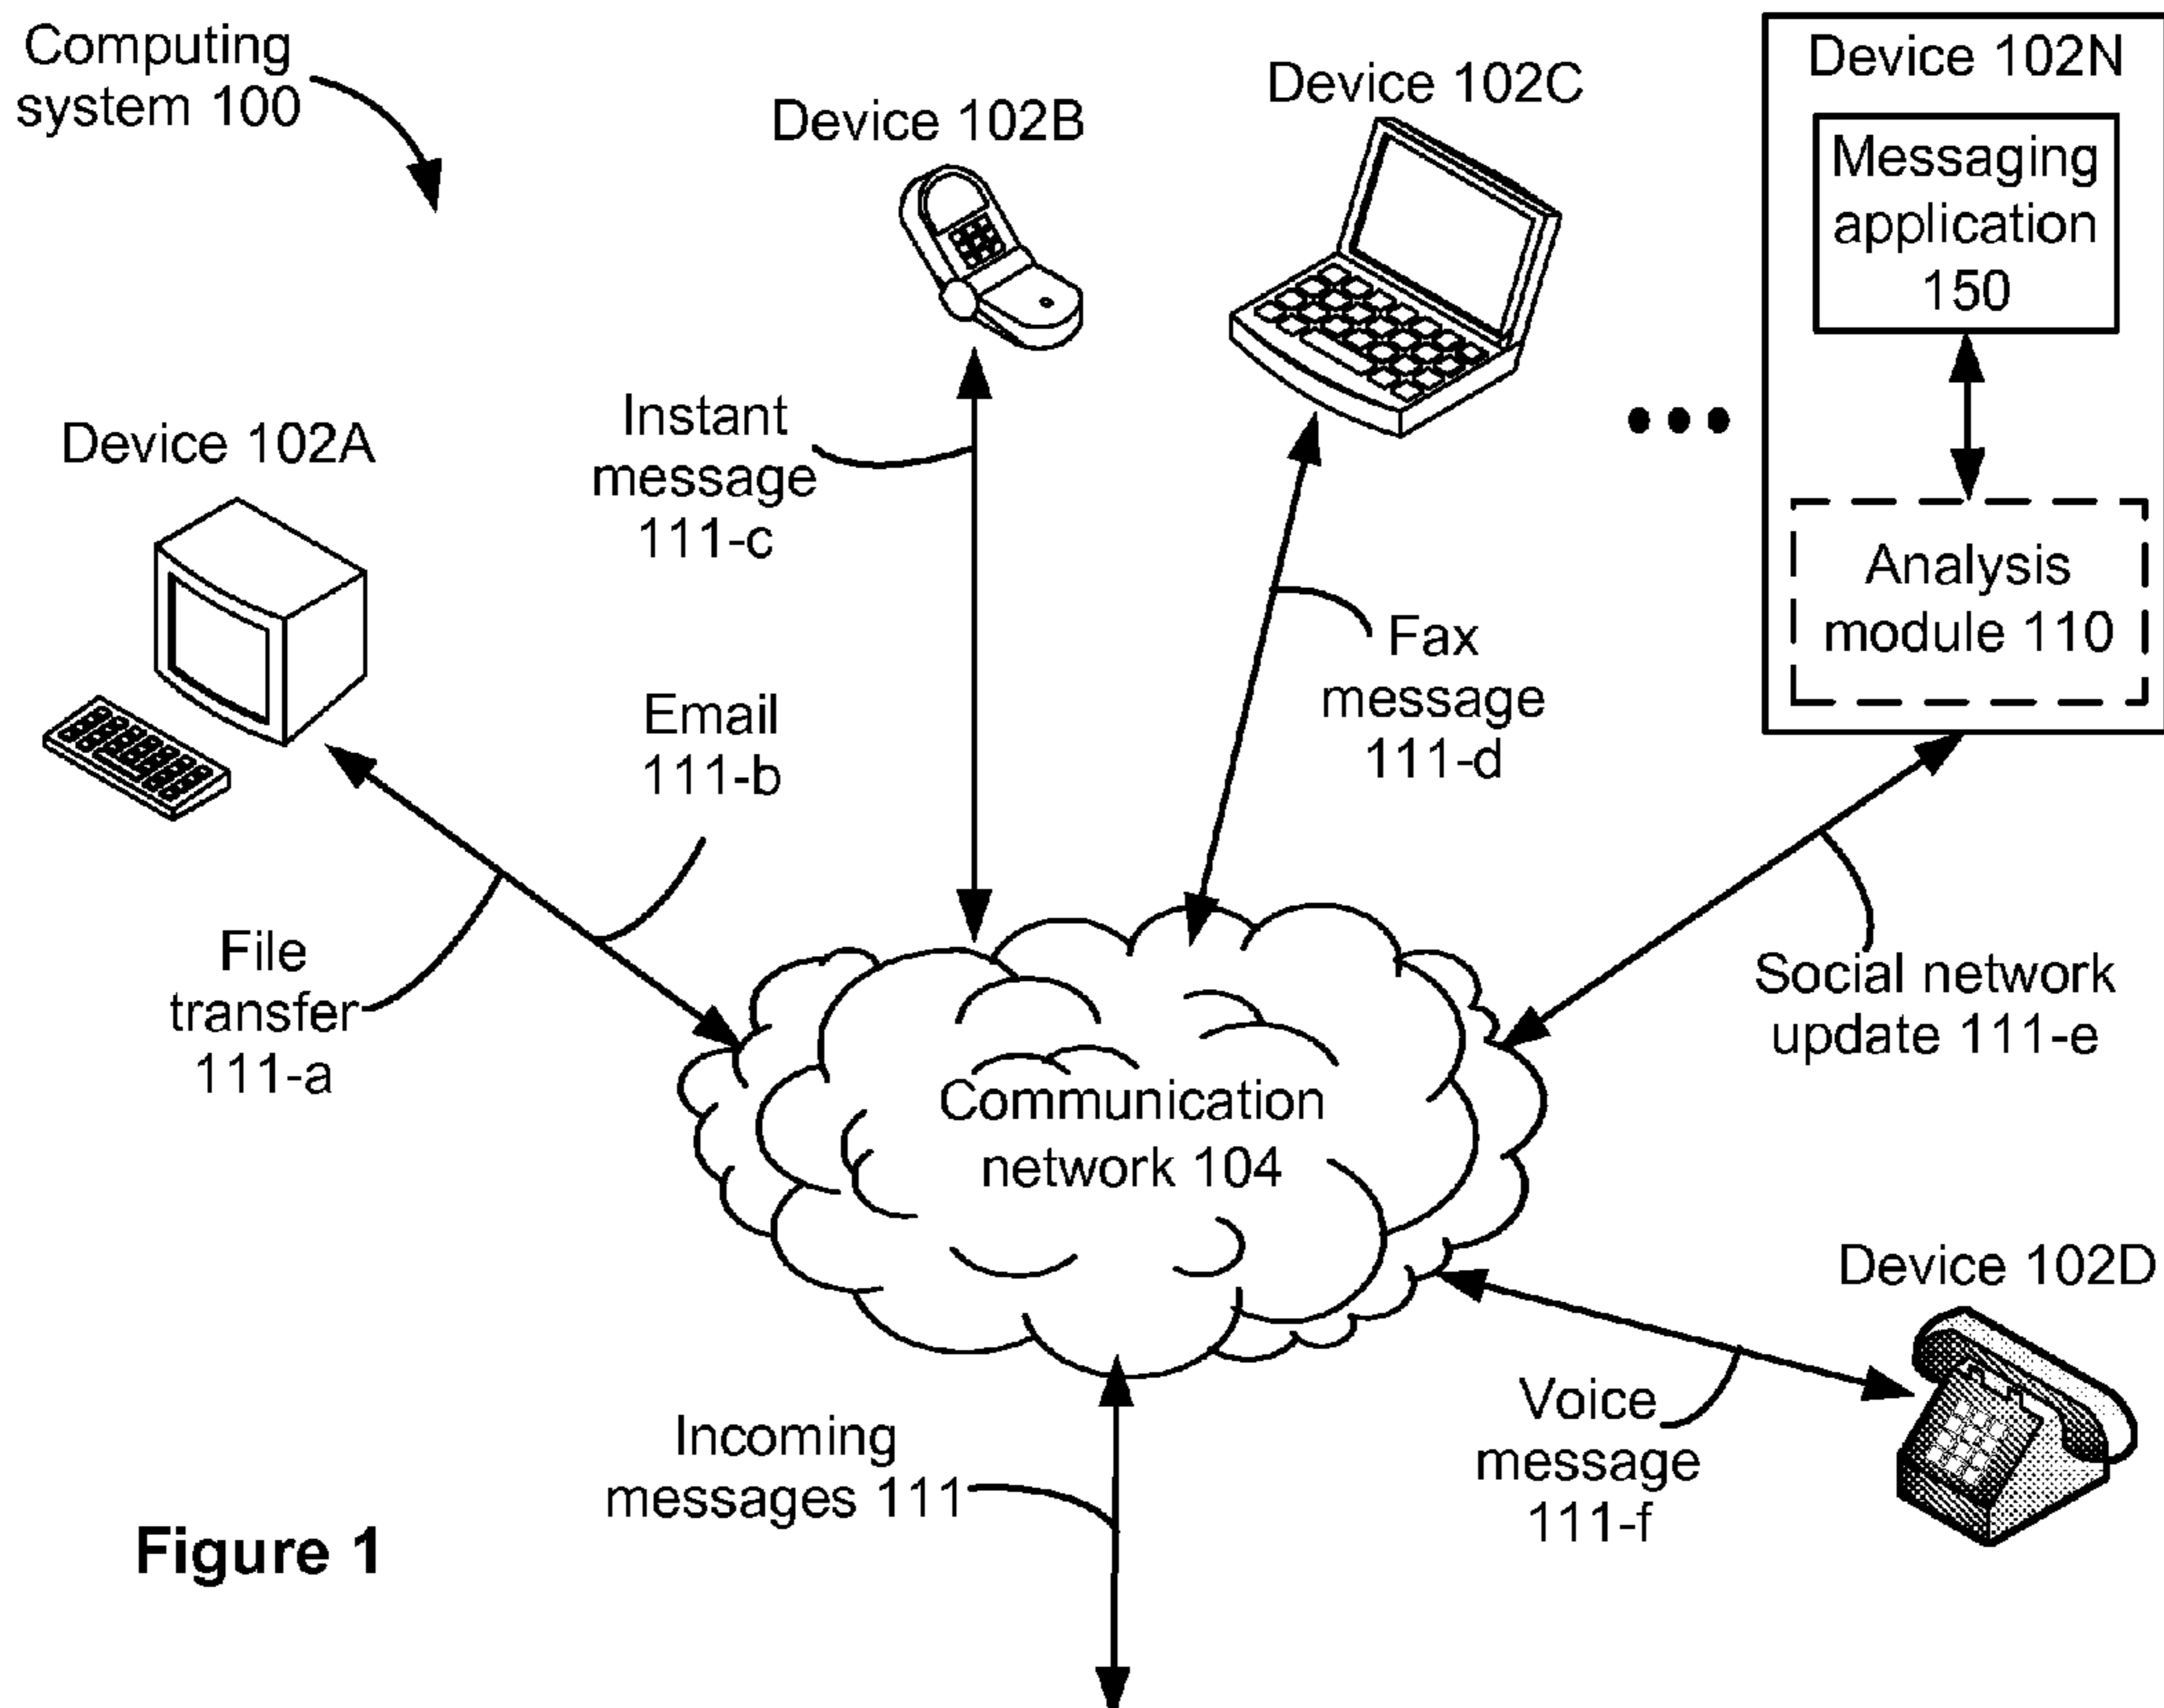 Computing
system 100
Device 102B
Device 102C
Device 102N
Messaging
application
150
Analysis
module 110
Device 102A
Instant
message
111-c
Fax
message
111-d
Email
111-b
File
transfer
111-a
Social network
update 111-e
Communication
network 104
Device 102D
Voice
message
111-f
Incoming
messages 111
Figure 1